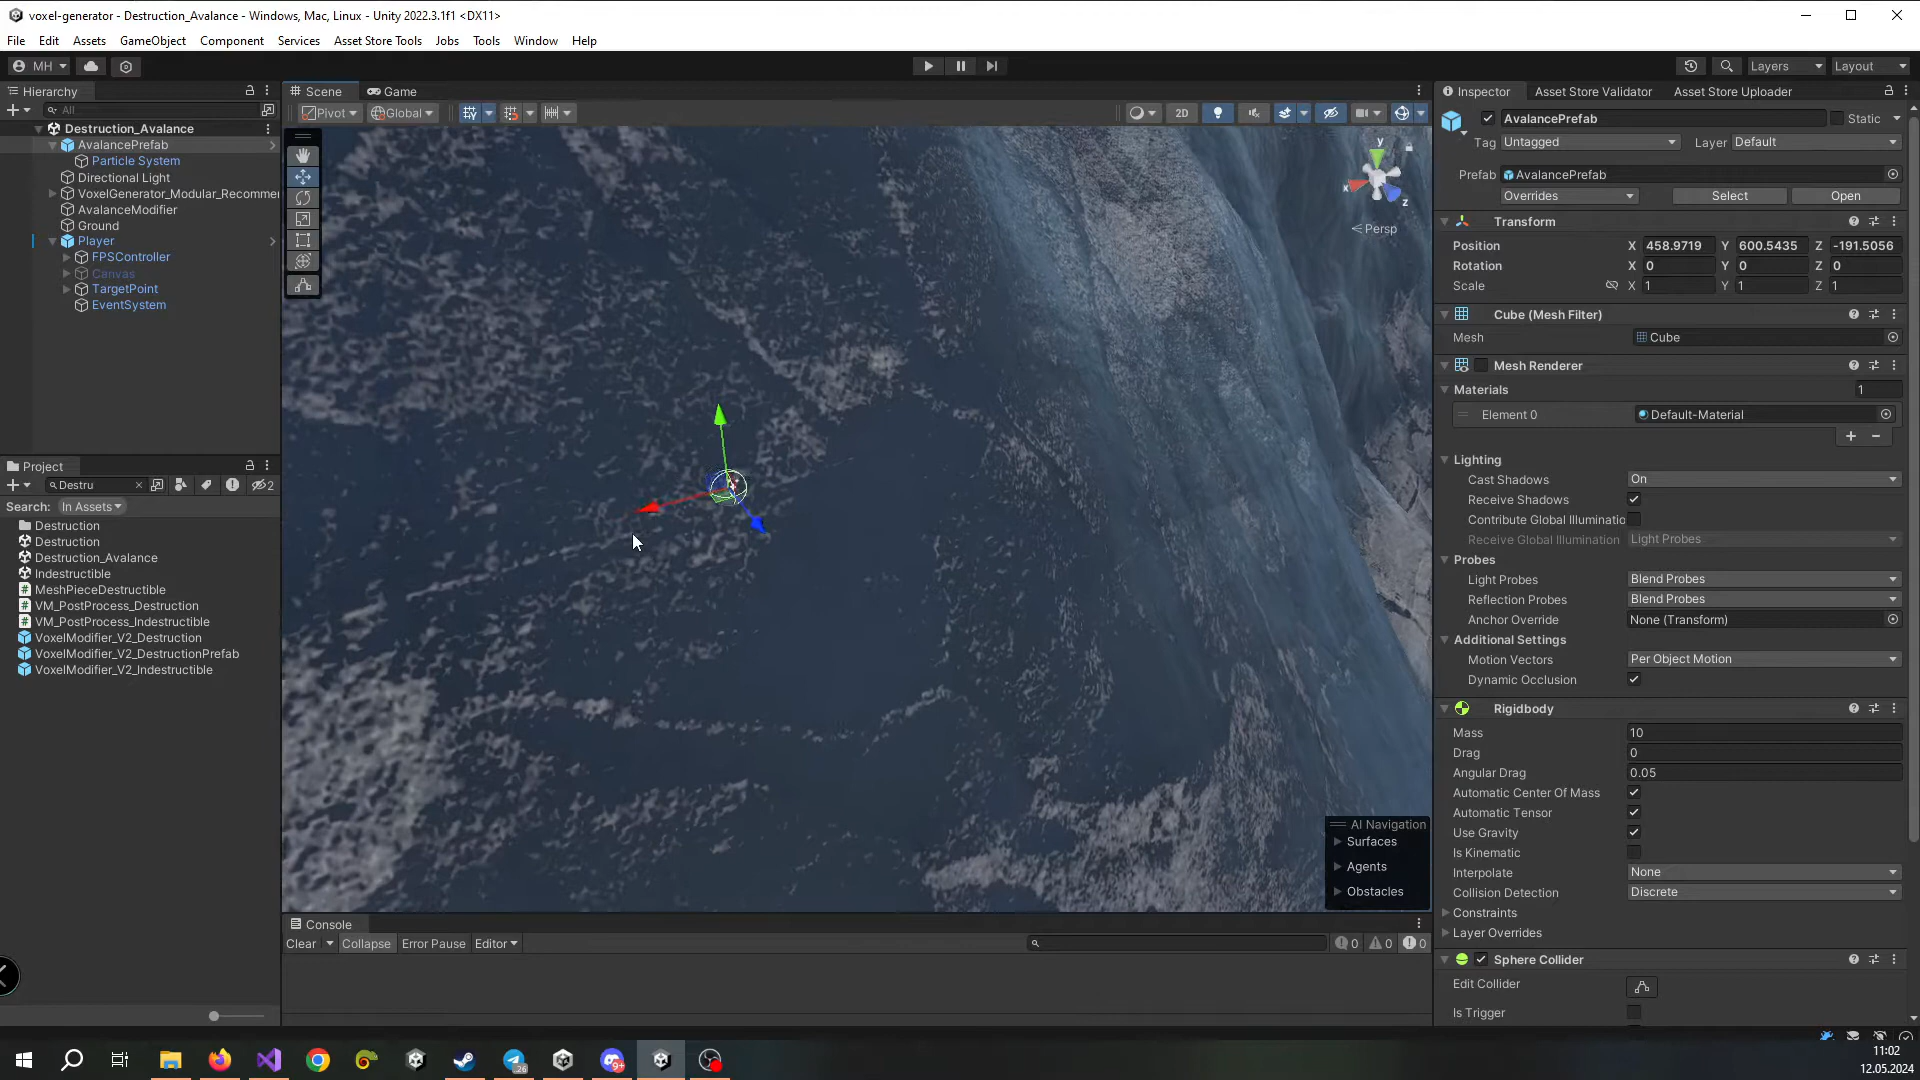 voxel-generator - Destruction_Avalance - Windows, Mac, Linux - Unity 2022.3.1f1 <DX11>
File Edit Assets GameObject Component Services Asset Store Tools Jobs Tools Window Help
MH
Layers
Layout
Hierarchy
All
Destruction_Avalance
AvalancePrefab
Particle System
Directional Light
VoxelGenerator_Modular_Recommer
AvalanceModifier
Ground
Player
FPSController
Canvas
TargetPoint
EventSystem
Project
Destru
2
Search: In Assets
Destruction
Destruction
Destruction_Avalance
Indestructible
MeshPieceDestructible
VM_PostProcess_Destruction
VM_PostProcess_Indestructible
VoxelModifier_V2_Destruction
VoxelModifier_V2_DestructionPrefab
VoxelModifier_V2_Indestructible
Scene Game
Pivot Global
2D
y
x
z
Persp
AI Navigation
Surfaces
Agents
Obstacles
Console
Clear Collapse Error Pause Editor
0 0 0
Inspector Asset Store Validator Asset Store Uploader
AvalancePrefab Static
Tag Untagged Layer Default
Prefab AvalancePrefab
Overrides Select Open
Transform
Position X 458.9719 Y 600.5435 Z -191.5056
Rotation X 0 Y 0 Z 0
Scale X 1 Y 1 Z 1
Cube (Mesh Filter)
Mesh Cube
Mesh Renderer
Materials 1
Element 0 Default-Material
Lighting
Cast Shadows On
Receive Shadows
Contribute Global Illuminatio
Receive Global Illumination Light Probes
Probes
Light Probes Blend Probes
Reflection Probes Blend Probes
Anchor Override None (Transform)
Additional Settings
Motion Vectors Per Object Motion
Dynamic Occlusion
Rigidbody
Mass 10
Drag 0
Angular Drag 0.05
Automatic Center Of Mass
Automatic Tensor
Use Gravity
Is Kinematic
Interpolate None
Collision Detection Discrete
Constraints
Layer Overrides
Sphere Collider
Edit Collider
Is Trigger
26
9+
11:02
12.05.2024